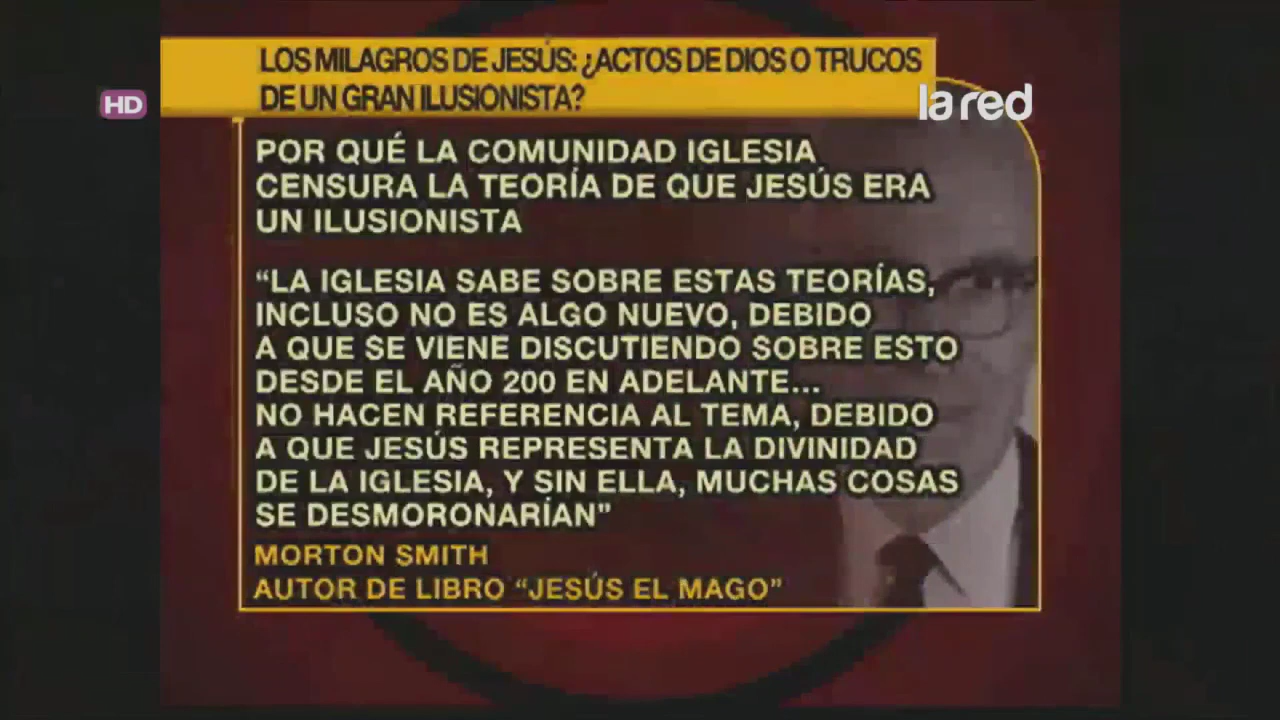 LOS MILAGROS DE JESÚS: ¿ACTOS DE DIOS O TRUCOS
DE UN GRAN ILUSIONISTA?
HD
la red
POR QUÉ LA COMUNIDAD IGLESIA
CENSURA LA TEORÍA DE QUE JESÚS ERA
UN ILUSIONISTA
“LA IGLESIA SABE SOBRE ESTAS TEORÍAS,
INCLUSO NO ES ALGO NUEVO, DEBIDO
A QUE SE VIENE DISCUTIENDO SOBRE ESTO
DESDE EL AÑO 200 EN ADELANTE...
NO HACEN REFERENCIA AL TEMA, DEBIDO
A QUE JESÚS REPRESENTA LA DIVINIDAD
DE LA IGLESIA, Y SIN ELLA, MUCHAS COSAS
SE DESMORONARÍAN”
MORTON SMITH
AUTOR DE LIBRO “JESÚS EL MAGO”